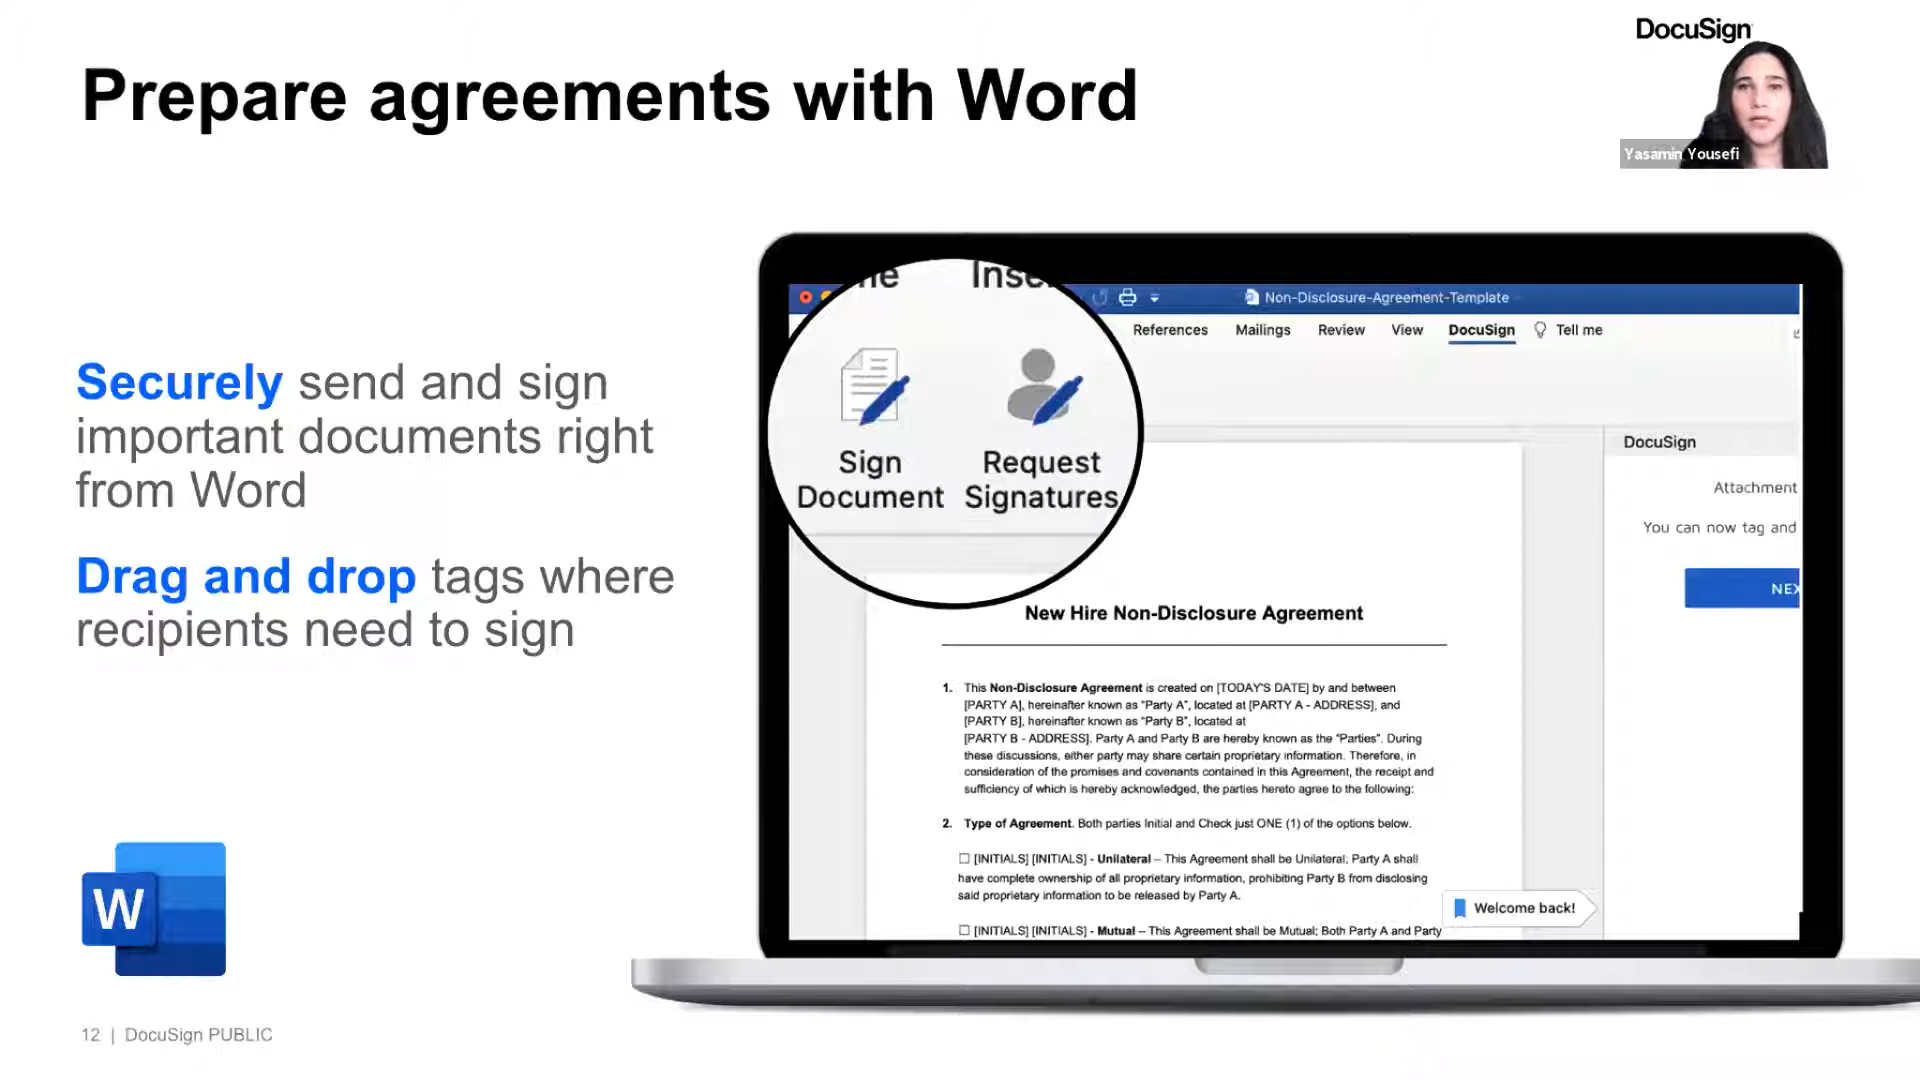 DocuSign
Prepare agreements with Word
Yasamin Yousefi
Securely send and sign
important documents right
from Word
Drag and drop tags where
recipients need to sign
Non-Disclosure-Agreement-Template
References Mailings Review View DocuSign Tell me
Sign Document
Request Signatures
DocuSign
Attachment
You can now tag and
New Hire Non-Disclosure Agreement
1. This Non-Disclosure Agreement is created on [TODAY'S DATE] by and between
[PARTY A], hereinafter known as “Party A”, located at [PARTY A - ADDRESS], and
[PARTY B], hereinafter known as “Party B”, located at
[PARTY B - ADDRESS]. Party A and Party B are hereby known as the “Parties”. During
these discussions, either party may share certain proprietary information. Therefore, in
consideration of the promises and covenants contained in this Agreement, the receipt and
sufficiency of which is hereby acknowledged, the parties hereto agree to the following:
2. Type of Agreement. Both parties Initial and Check just ONE (1) of the options below.
☐ [INITIALS] [INITIALS] - Unilateral – This Agreement shall be Unilateral; Party A shall
have complete ownership of all proprietary information, prohibiting Party B from disclosing
said proprietary information to be released by Party A.
☐ [INITIALS] [INITIALS] - Mutual – This Agreement shall be Mutual; Both Party A and Party
Welcome back!
W
12 | DocuSign PUBLIC